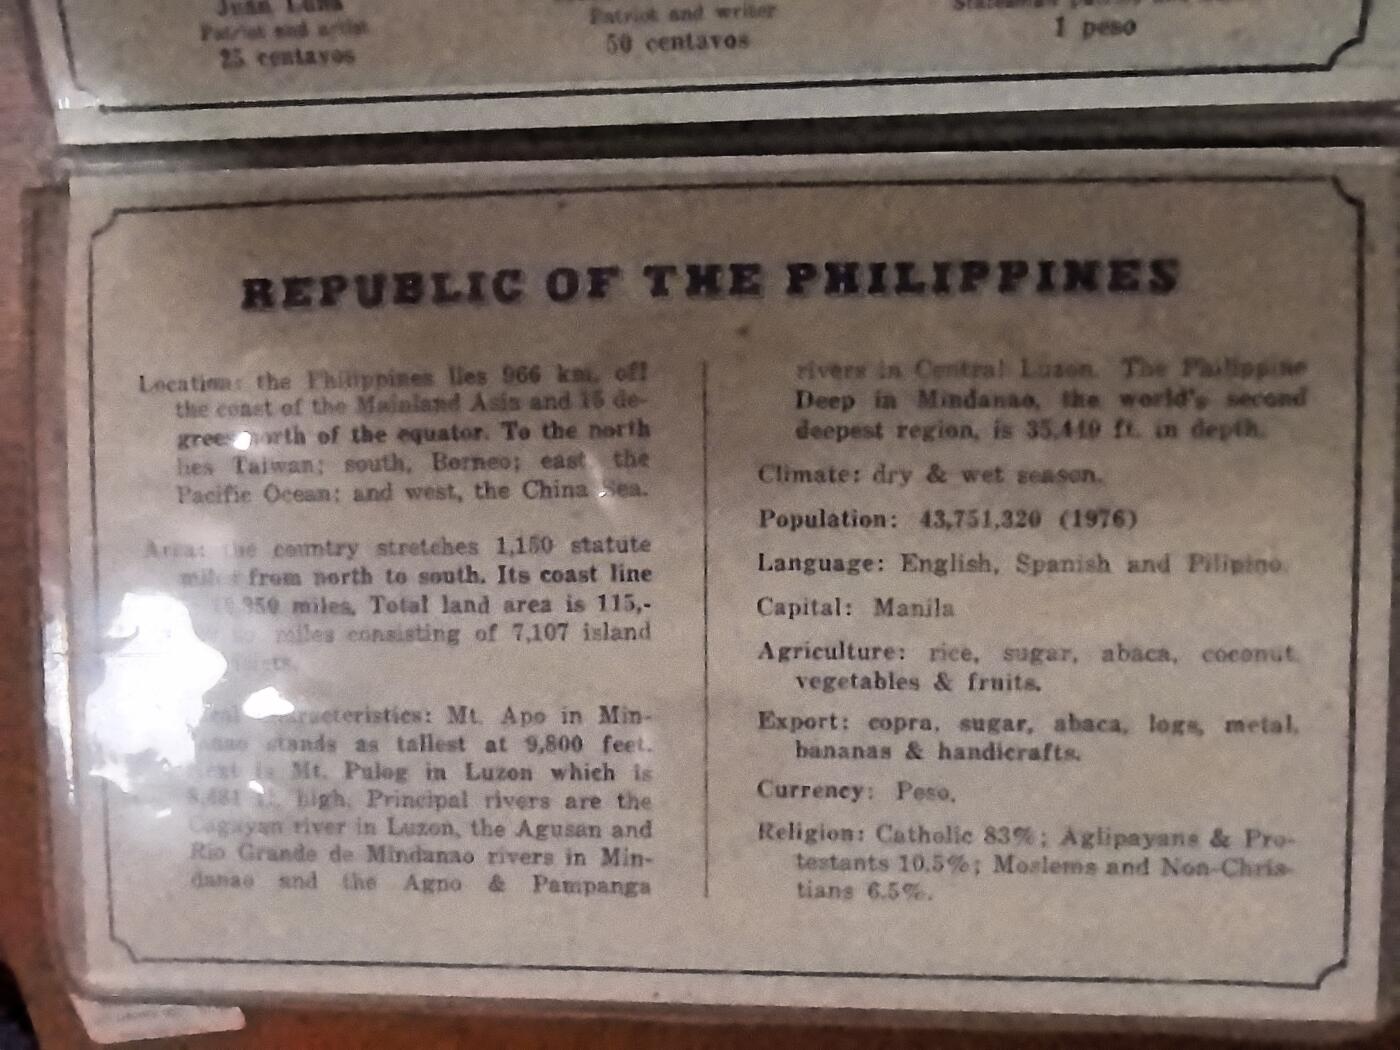 Juan Luna
Patriot and artist
25 centavos
Patriot and writer
50 centavos
1 peso
REPUBLIC OF THE PHILIPPINES
Location: the Philippines lies 966 km. off
the coast of the Mainland Asia and 15 de-
grees north of the equator. To the north
lies Taiwan; south, Borneo; east the
Pacific Ocean; and west, the China Sea.
Area: the country stretches 1,150 statute
miles from north to south. Its coast line
miles. Total land area is 115,-
miles consisting of 7,107 island
characteristics: Mt. Apo in Min-
danao stands as tallest at 9,800 feet.
Next is Mt. Pulog in Luzon which is
high. Principal rivers are the
Cagayan river in Luzon, the Agusan and
Rio Grande de Mindanao rivers in Min-
danao and the Agno & Pampanga
rivers in Central Luzon. The Philippine
Deep in Mindanao, the world's second
deepest region, is 35,440 ft. in depth.
Climate: dry & wet season.
Population: 43,751,320 (1976)
Language: English, Spanish and Pilipino.
Capital: Manila
Agriculture: rice, sugar, abaca, coconut,
vegetables & fruits.
Export: copra, sugar, abaca, logs, metal,
bananas & handicrafts.
Currency: Peso.
Religion: Catholic 83%; Aglipayans & Pro-
testants 10.5%; Moslems and Non-Chris-
tians 6.5%.